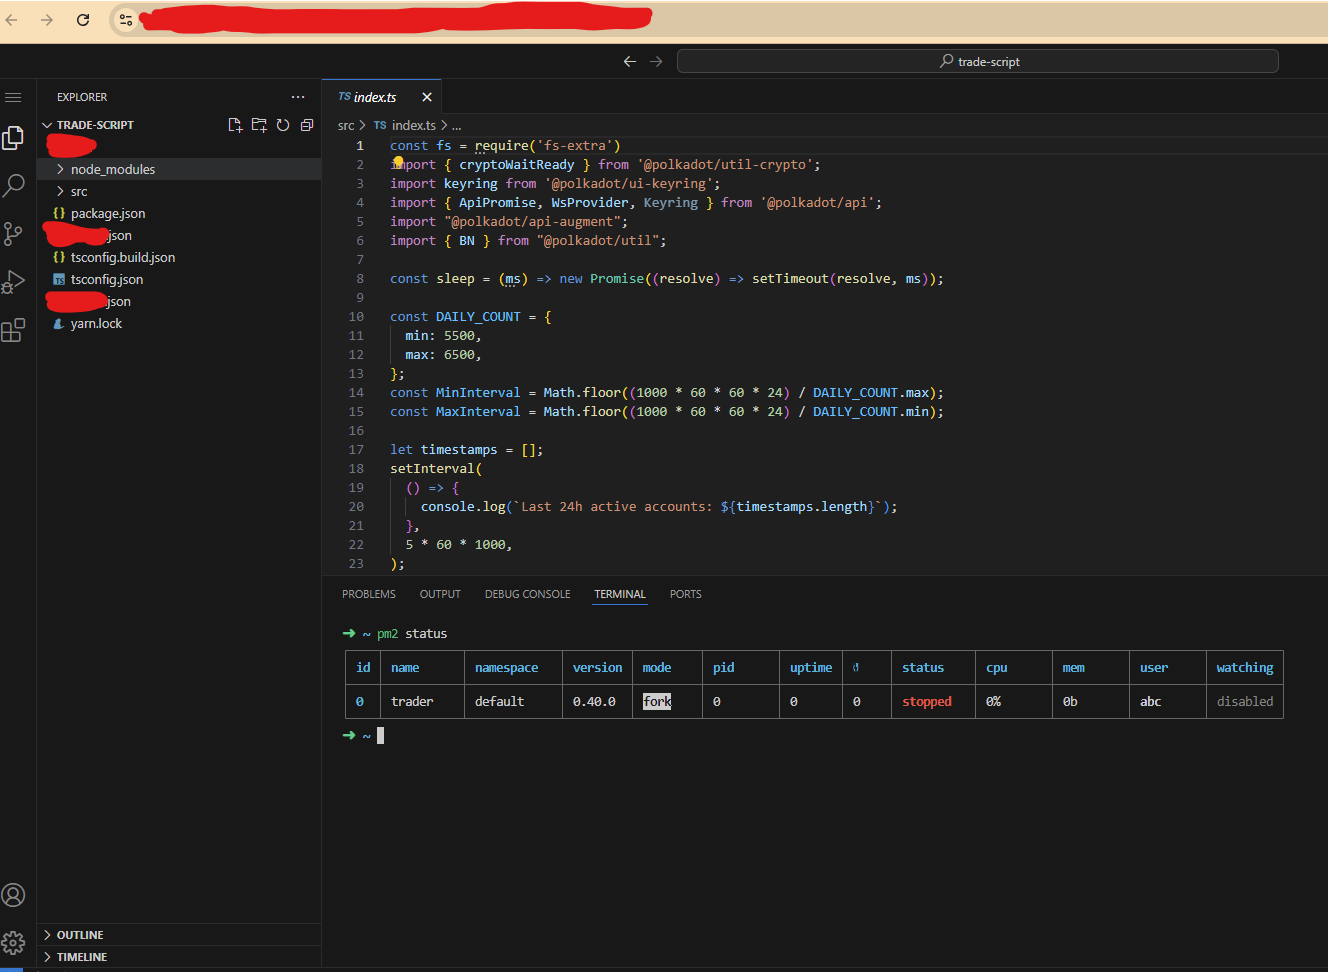 trade-script
EXPLORER
TS index.ts
TRADE-SCRIPT
src > TS index.ts > ...
node_modules
src
{} package.json
json
{} tsconfig.build.json
TS tsconfig.json
json
yarn.lock
1 const fs = require('fs-extra')
2 import { cryptoWaitReady } from '@polkadot/util-crypto';
3 import keyring from '@polkadot/ui-keyring';
4 import { ApiPromise, WsProvider, Keyring } from '@polkadot/api';
5 import "@polkadot/api-augment";
6 import { BN } from "@polkadot/util";
7
8 const sleep = (ms) => new Promise((resolve) => setTimeout(resolve, ms));
9
10 const DAILY_COUNT = {
11 min: 5500,
12 max: 6500,
13 };
14 const MinInterval = Math.floor((1000 * 60 * 60 * 24) / DAILY_COUNT.max);
15 const MaxInterval = Math.floor((1000 * 60 * 60 * 24) / DAILY_COUNT.min);
16
17 let timestamps = [];
18 setInterval(
19 () => {
20 console.log(`Last 24h active accounts: ${timestamps.length}`);
21 },
22 5 * 60 * 1000,
23 );
PROBLEMS OUTPUT DEBUG CONSOLE TERMINAL PORTS
➜ ~ pm2 status
id name namespace version mode pid uptime ↺ status cpu mem user watching
0 trader default 0.40.0 fork 0 0 0 stopped 0% 0b abc disabled
➜ ~
OUTLINE
TIMELINE